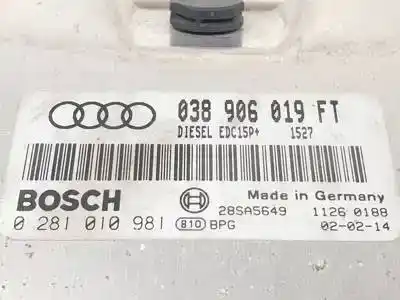 038 906 019 FT
DIESEL EDC15P+ 1527
BOSCH Made in Germany
28SA5649 1126 0188
0 281 010 981 810 BPG 02-02-14